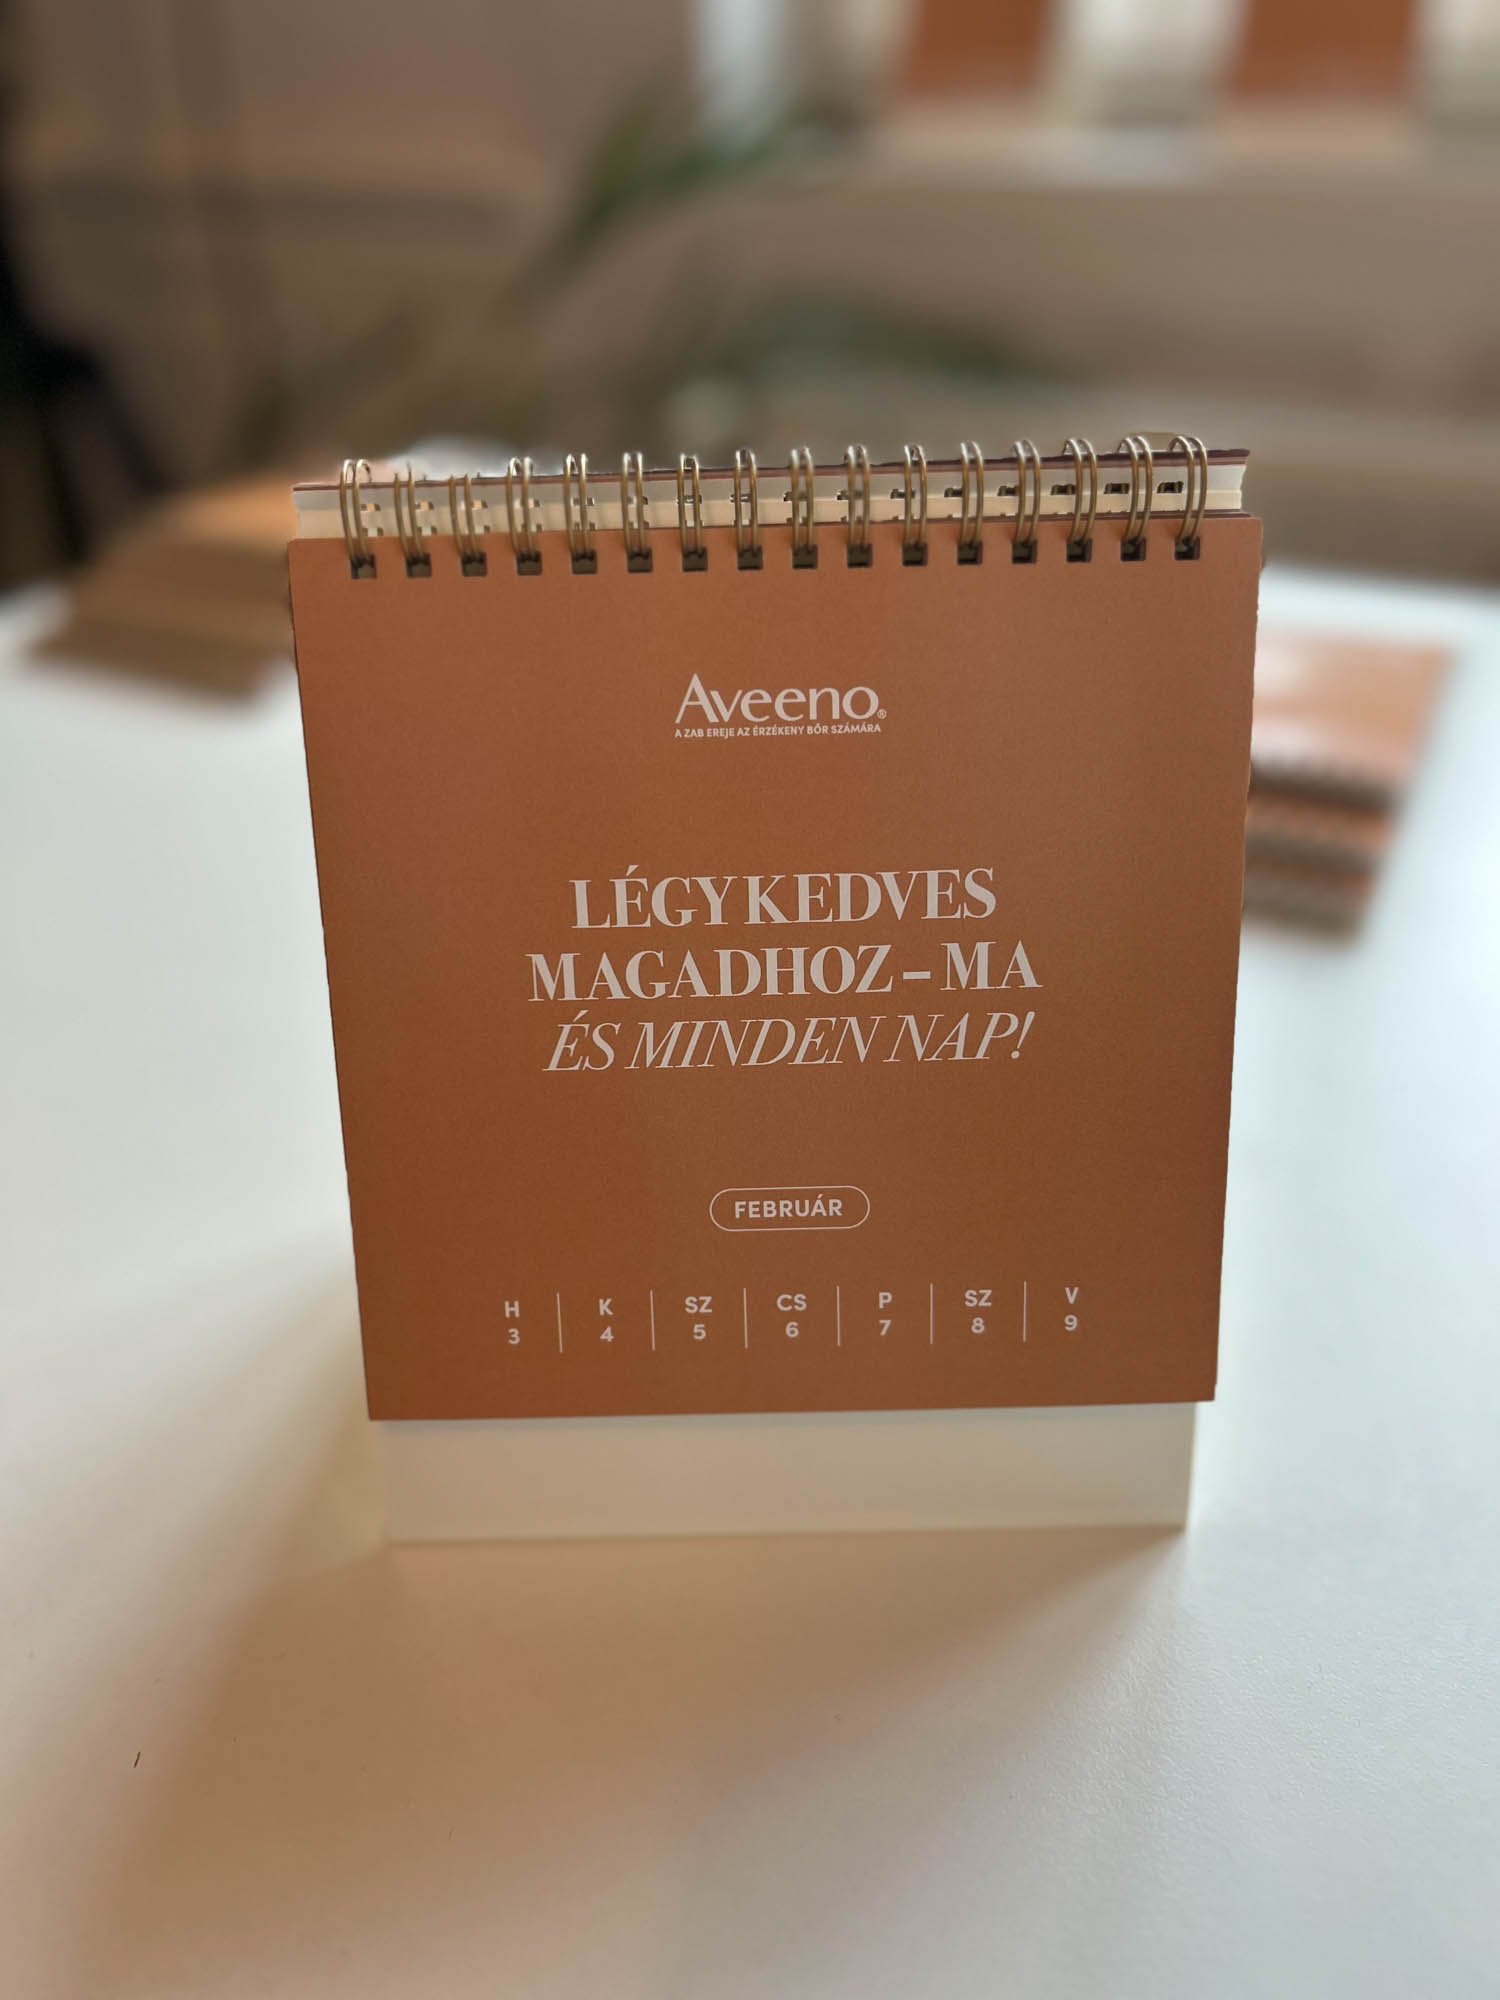 Aveeno®
A ZAB EREJE AZ ÉRZÉKENY BŐR SZÁMÁRA
LÉGY KEDVES
MAGADHOZ – MA
ÉS MINDEN NAP!
FEBRUÁR
H K SZ CS P SZ V
3 4 5 6 7 8 9